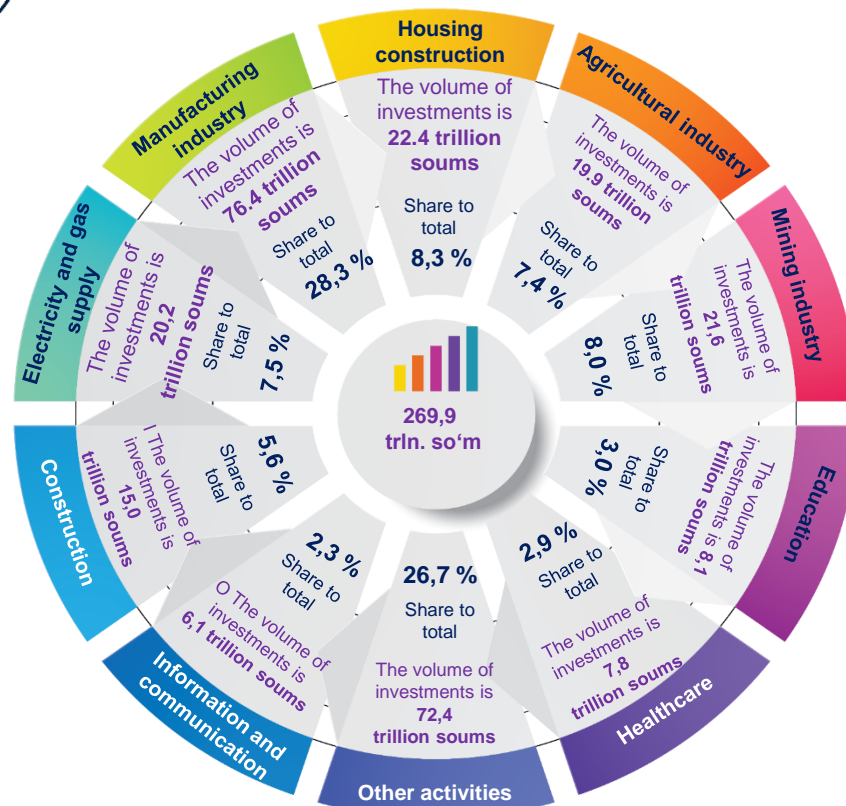 Housing
construction
The volume of
investments is
22.4 trillion
soums
Share to
total
8,3 %
Agricultural industry
The volume of
investments is
19.9 trillion
soums
Share to
total
7,4 %
Mining industry
The volume of
investments is
21,6
trillion soums
Share to
total
8,0 %
Education
The volume of
investments is 8,1
trillion soums
Share to
total
3,0 %
Healthcare
The volume of
investments is
7,8
trillion soums
Share to
total
2,9 %
Other activities
The volume of
investments is
72,4
trillion soums
Share to
total
26,7 %
Information and
communication
O The volume of
investments is
6,1 trillion soums
Share to
total
2,3 %
Construction
I The volume of
investments is
15,0
trillion soums
Share to
total
5,6 %
Electricity and gas
supply
The volume of
investments is
20,2
trillion soums
Share to
total
7,5 %
Manufacturing
industry
The volume of
investments is
76.4 trillion
soums
Share to
total
28,3 %
269,9
trln. so‘m